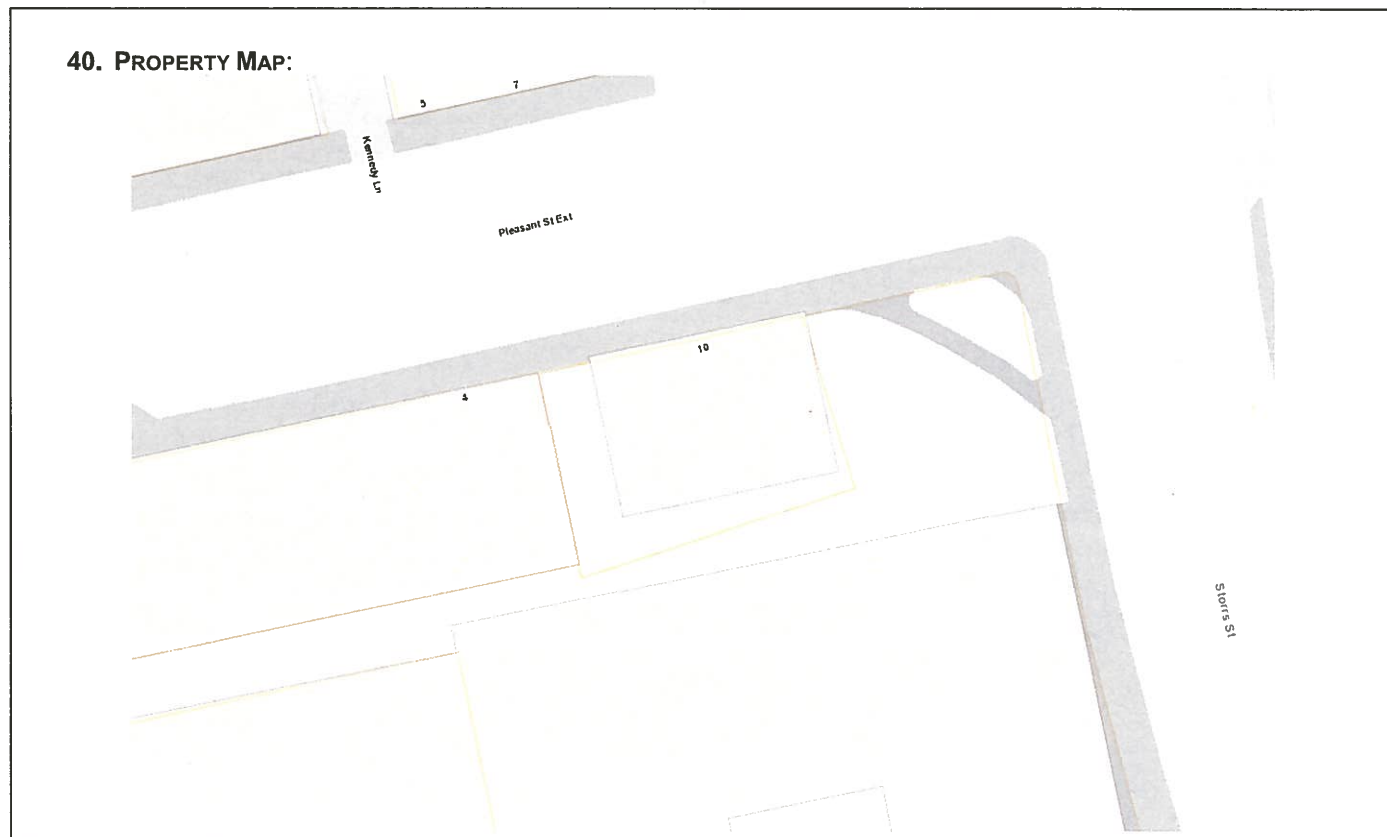 40. PROPERTY MAP:
7
5
Kennedy Ln
Pleasant St Ext
10
4
Storrs St